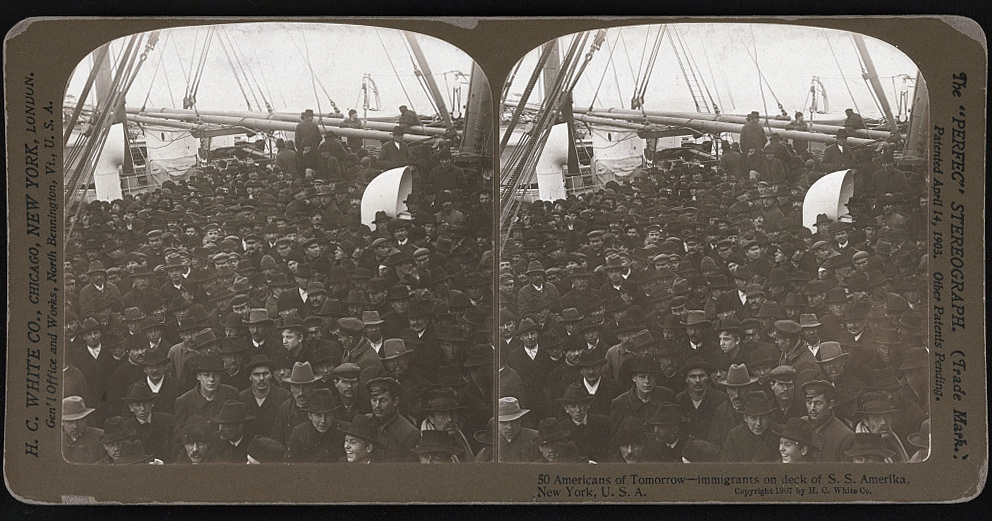 H. C. WHITE CO., CHICAGO, NEW YORK, LONDON.
Gen'l Office and Works, North Bennington, Vt., U. S. A.
The "PERFEC" STEREOGRAPH. (Trade Mark.)
Patented April 14, 1903. Other Patents Pending.
50 Americans of Tomorrow—immigrants on deck of S. S. Amerika,
New York, U. S. A. Copyright 1907 by H. C. White Co.